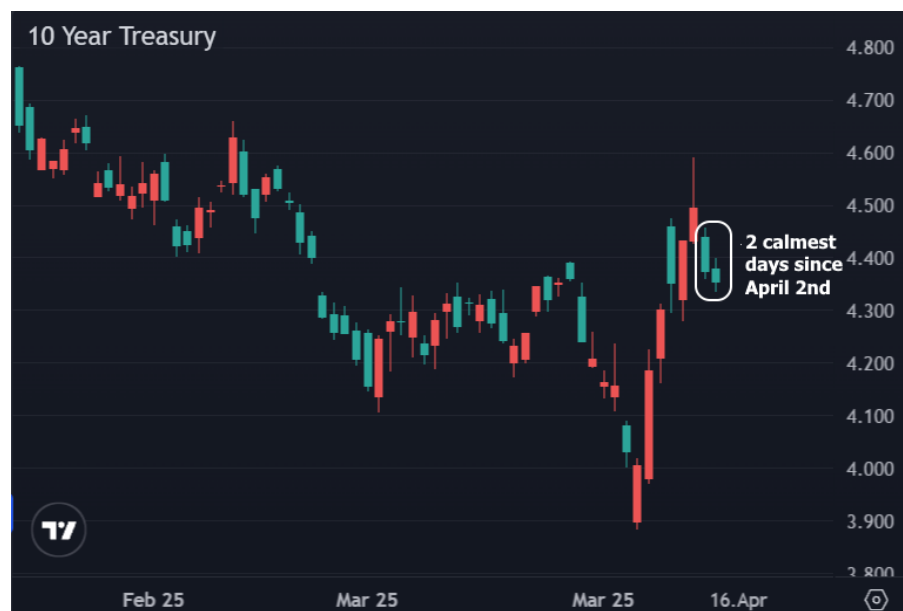 10 Year Treasury
4.800
4.700
4.600
4.500
2 calmest
days since
April 2nd
4.400
4.300
4.200
4.100
4.000
3.900
3.800
Feb 25
Mar 25
Mar 25
16.Apr